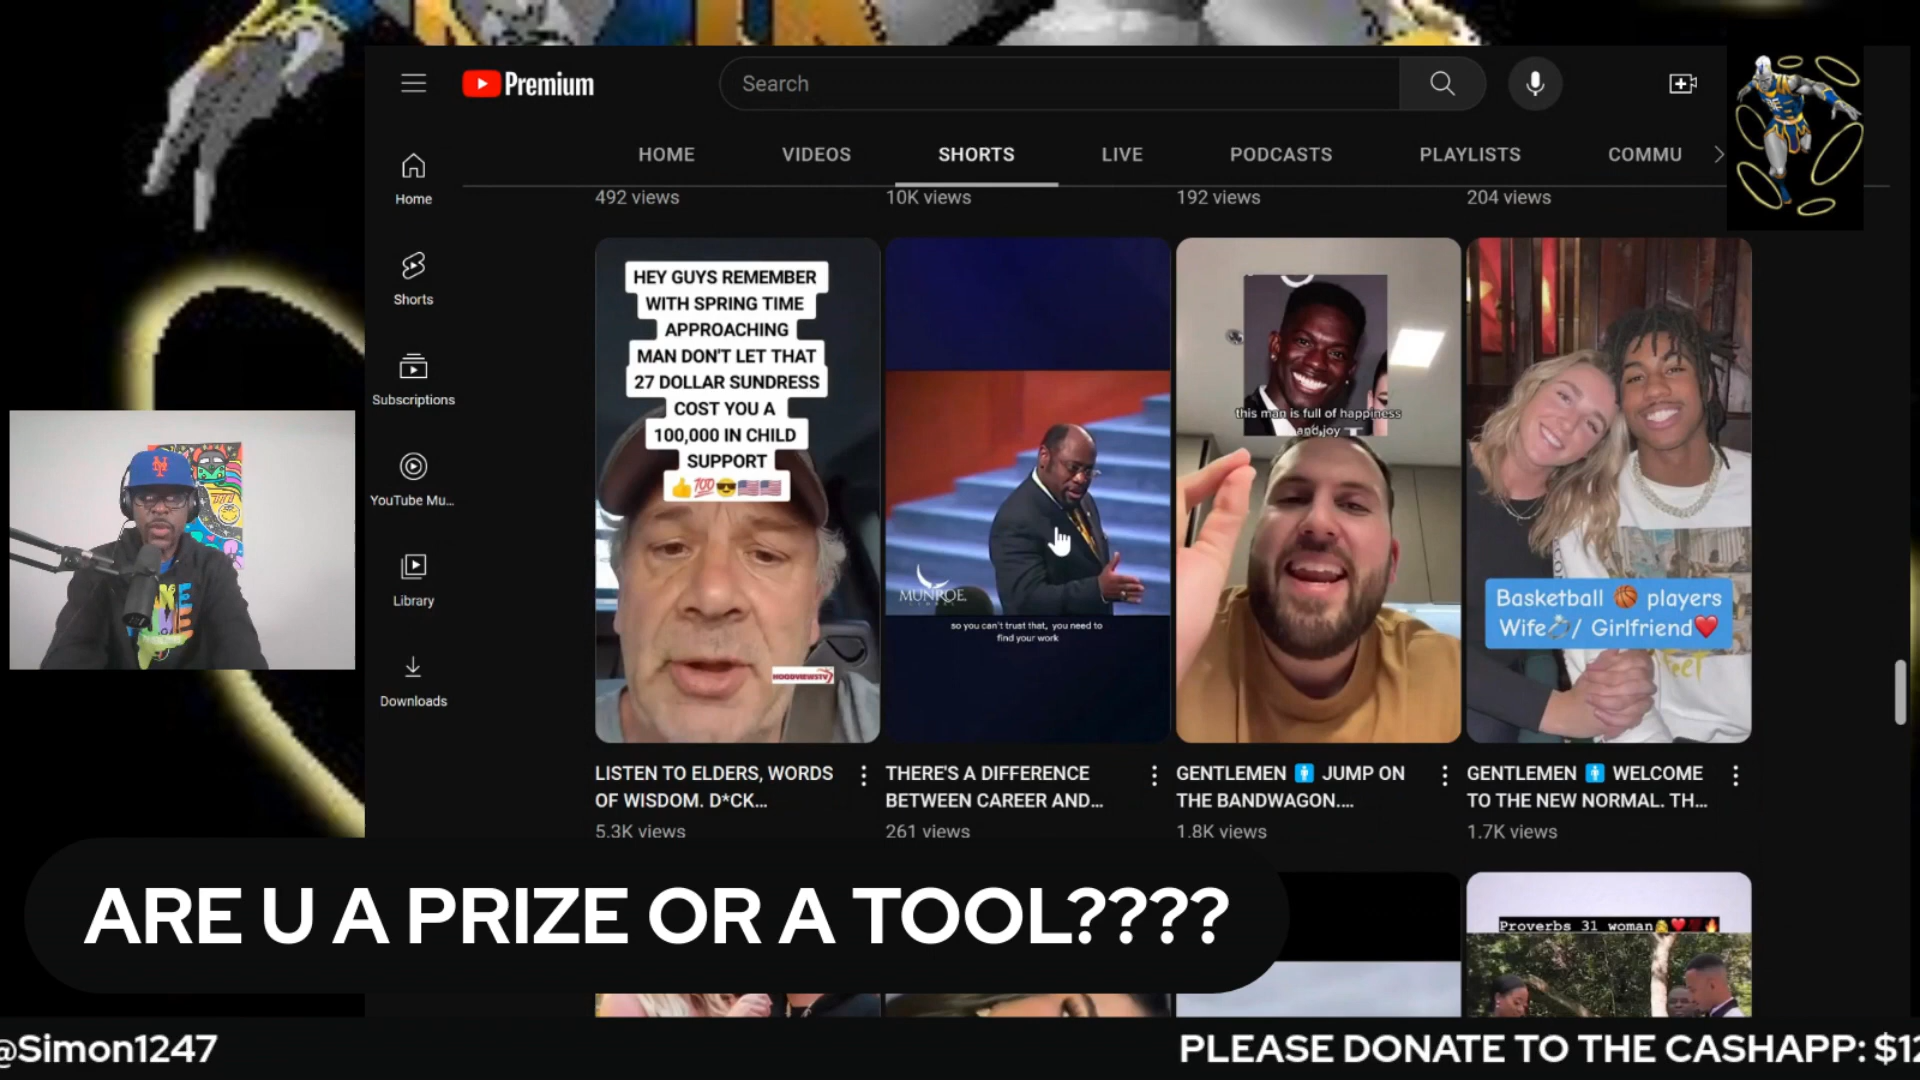 Premium
Search
HOME VIDEOS SHORTS LIVE PODCASTS PLAYLISTS COMMU
492 views 10K views 192 views 204 views
Home
Shorts
Subscriptions
YouTube Mu...
Library
Downloads
HEY GUYS REMEMBER
WITH SPRING TIME
APPROACHING
MAN DON'T LET THAT
27 DOLLAR SUNDRESS
COST YOU A
100,000 IN CHILD
SUPPORT
👍💯😎🇺🇸🇺🇸
HOODVIEWSTV
MUNROE
so you can't trust that, you need to
find your work
this man is full of happiness
and joy
Basketball 🏀 players
Wife💍/ Girlfriend❤️
LISTEN TO ELDERS, WORDS
OF WISDOM. D*CK...
5.3K views
THERE'S A DIFFERENCE
BETWEEN CAREER AND...
261 views
GENTLEMEN 🚹 JUMP ON
THE BANDWAGON....
1.8K views
GENTLEMEN 🚹 WELCOME
TO THE NEW NORMAL. TH...
1.7K views
Proverbs 31 woman
ARE U A PRIZE OR A TOOL????
@Simon1247
PLEASE DONATE TO THE CASHAPP: $12